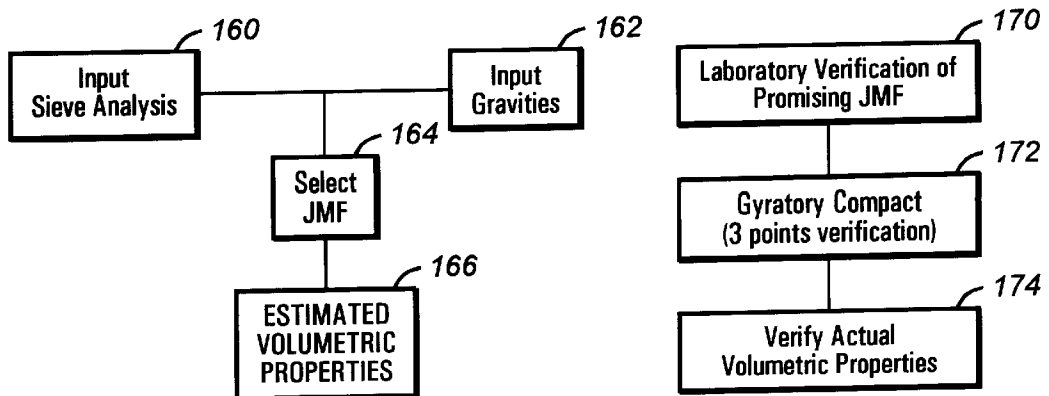 160
Input
Sieve Analysis
162
Input
Gravities
164
Select
JMF
166
ESTIMATED
VOLUMETRIC
PROPERTIES
170
Laboratory Verification of
Promising JMF
172
Gyratory Compact
(3 points verification)
174
Verify Actual
Volumetric Properties